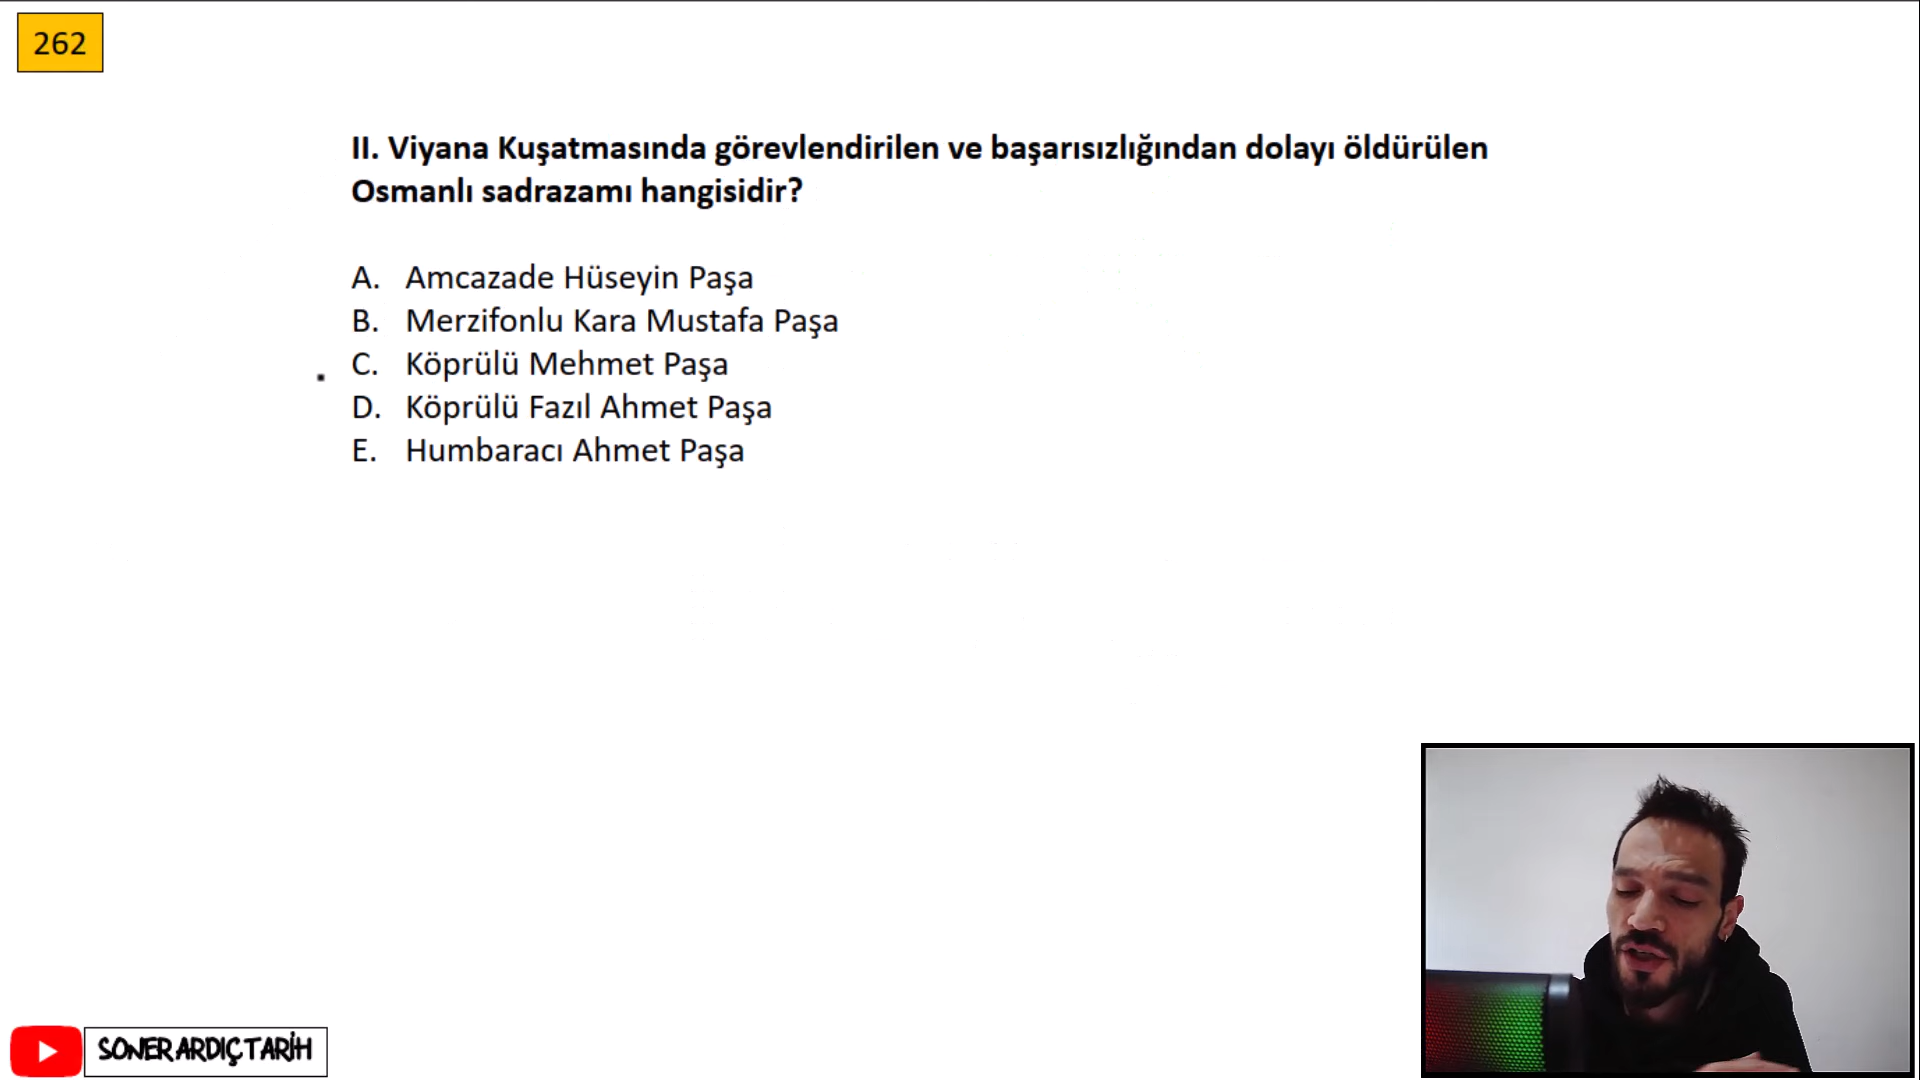 262
II. Viyana Kuşatmasında görevlendirilen ve başarısızlığından dolayı öldürülen
Osmanlı sadrazamı hangisidir?
A. Amcazade Hüseyin Paşa
B. Merzifonlu Kara Mustafa Paşa
C. Köprülü Mehmet Paşa
D. Köprülü Fazıl Ahmet Paşa
E. Humbaracı Ahmet Paşa
SONER ARDIÇ TARİH